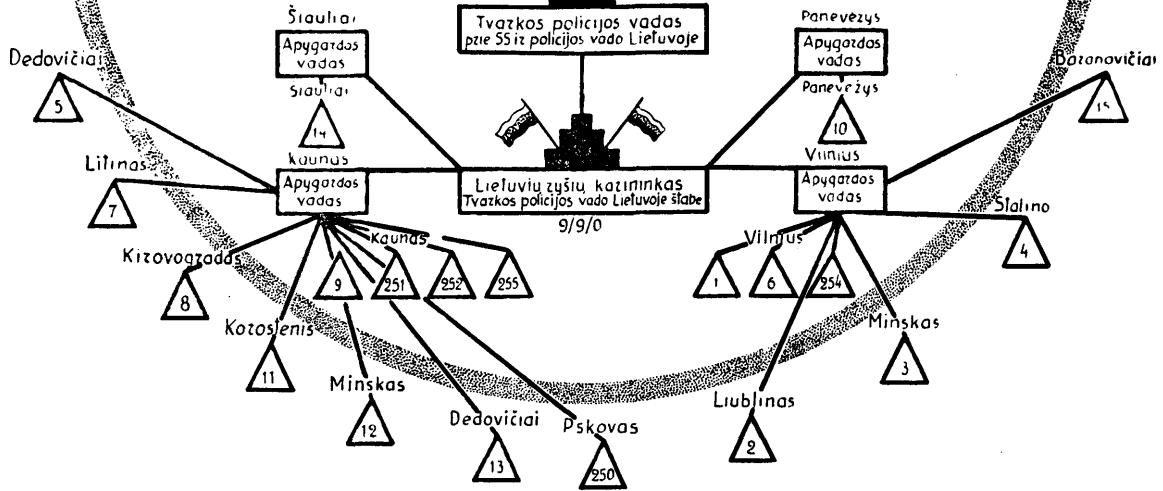 Šiauliai
Tvarkos policijos vadas
prie SS ir policijos vado Lietuvoje
Panevėžys
Dedovičiai
Apygardos
vadas
Apygardos
vadas
Baranovičiai
5
Šiauliai
14
Panevėžys
10
15
Litinas
7
Kaunas
Apygardos
vadas
Lietuvių ryšių karininkas
Tvarkos policijos vado Lietuvoje štabe
9/9/0
Vilnius
Apygardos
vadas
Stalino
4
Kirovogradas
8
Kaunas
9
251
252
255
Vilnius
1
6
254
Korostenis
11
Minskas
3
Minskas
12
Dedovičiai
13
Pskovas
250
Liublinas
2